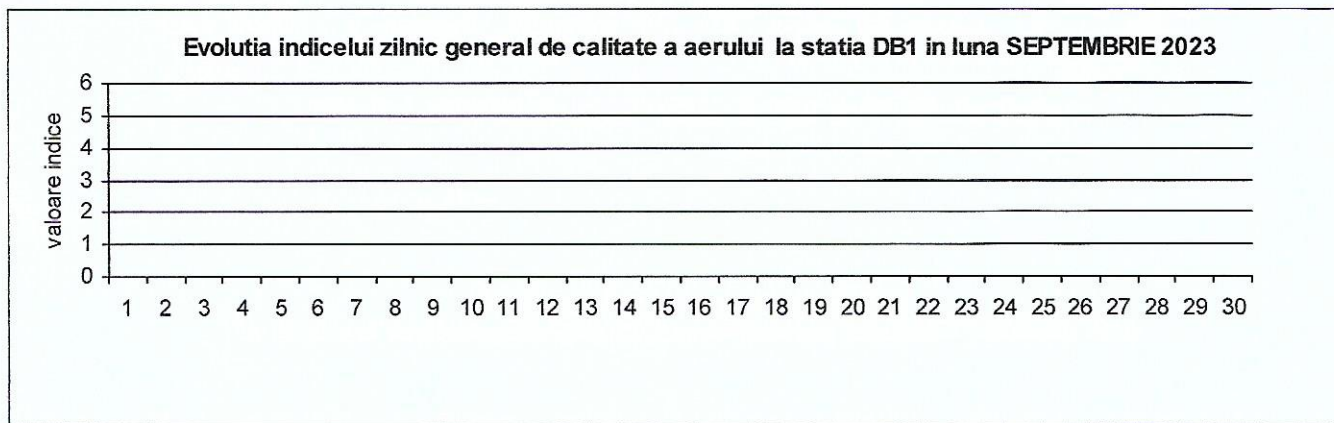 Evolutia indicelui zilnic general de calitate a aerului la statia DB1 in luna SEPTEMBRIE 2023
valoare indice
6
5
4
3
2
1
0
1 2 3 4 5 6 7 8 9 10 11 12 13 14 15 16 17 18 19 20 21 22 23 24 25 26 27 28 29 30